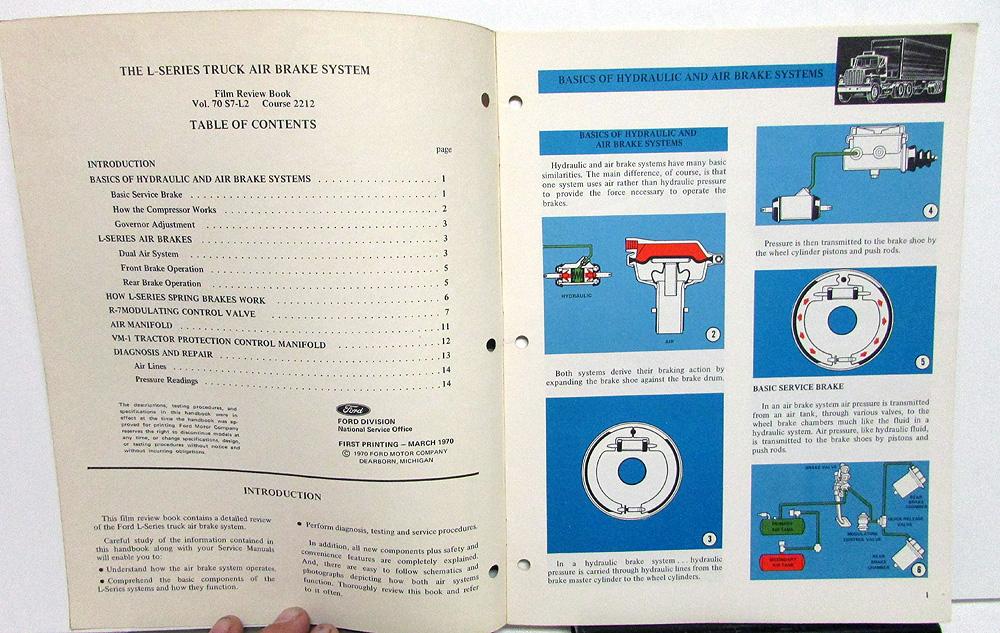 THE L-SERIES TRUCK AIR BRAKE SYSTEM
Film Review Book
Vol. 70 S7-L2 Course 2212
TABLE OF CONTENTS
page
INTRODUCTION
BASICS OF HYDRAULIC AND AIR BRAKE SYSTEMS . . . . . . . . . . . . . . . 1
Basic Service Brake . . . . . . . . . . . . . . . 1
How the Compressor Works . . . . . . . . . . . . . . . 2
Governor Adjustment . . . . . . . . . . . . . . . 3
L-SERIES AIR BRAKES . . . . . . . . . . . . . . . 3
Dual Air System . . . . . . . . . . . . . . . 3
Front Brake Operation . . . . . . . . . . . . . . . 5
Rear Brake Operation . . . . . . . . . . . . . . . 5
HOW L-SERIES SPRING BRAKES WORK . . . . . . . . . . . . . . . 6
R-7MODULATING CONTROL VALVE . . . . . . . . . . . . . . . 7
AIR MANIFOLD . . . . . . . . . . . . . . . 11
VM-1 TRACTOR PROTECTION CONTROL MANIFOLD . . . . . . . . . . . . . . . 12
DIAGNOSIS AND REPAIR . . . . . . . . . . . . . . . 13
Air Lines . . . . . . . . . . . . . . . 14
Pressure Readings . . . . . . . . . . . . . . . 14
The descriptions, testing procedures, and
specifications in this handbook were in
effect at the time the handbook was ap-
proved for printing. Ford Motor Company
reserves the right to discontinue models at
any time, or change specifications, design,
or testing procedures without notice and
without incurring obligations.
Ford
FORD DIVISION
National Service Office
FIRST PRINTING – MARCH 1970
© 1970 FORD MOTOR COMPANY
DEARBORN, MICHIGAN
INTRODUCTION
This film review book contains a detailed review
of the Ford L-Series truck air brake system.
Careful study of the information contained in
this handbook along with your Service Manuals
will enable you to:
● Understand how the air brake system operates.
● Comprehend the basic components of the
L-Series systems and how they function.
● Perform diagnosis, testing and service procedures.
In addition, all new components plus safety and
convenience features are completely explained.
And, there are easy to follow schematics and
photographs depicting how both air systems
function. Thoroughly review this book and refer
to it often.
BASICS OF HYDRAULIC AND AIR BRAKE SYSTEMS
BASICS OF HYDRAULIC AND
AIR BRAKE SYSTEMS
Hydraulic and air brake systems have many basic
similarities. The main difference, of course, is that
one system uses air rather than hydraulic pressure
to provide the force necessary to operate the
brakes.
HYDRAULIC
AIR
2
Both systems derive their braking action by
expanding the brake shoe against the brake drum.
3
In a hydraulic brake system . . . hydraulic
pressure is carried through hydraulic lines from the
brake master cylinder to the wheel cylinders.
4
Pressure is then transmitted to the brake shoe by
the wheel cylinder pistons and push rods.
5
BASIC SERVICE BRAKE
In an air brake system air pressure is transmitted
from an air tank, through various valves, to the
wheel brake chambers much like the fluid in a
hydraulic system. Air pressure, like hydraulic fluid,
is transmitted to the brake shoes by pistons and
push rods.
BRAKE VALVE
REAR
BRAKE
CHAMBER
PRIMARY
AIR TANK
QUICK RELEASE
VALVE
MODULATING
CONTROL VALVE
SECONDARY
AIR TANK
REAR
BRAKE
CHAMBER
6
1